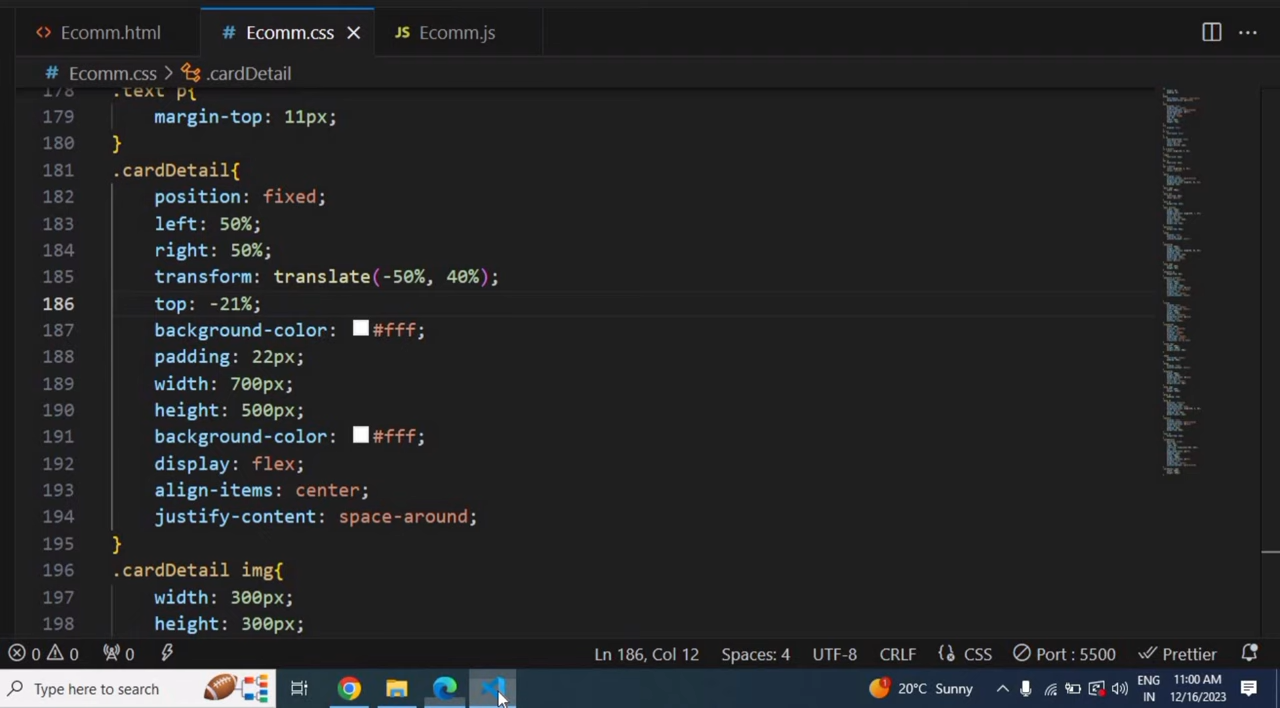 Ecomm.html
# Ecomm.css
JS Ecomm.js
# Ecomm.css > .cardDetail
178 .text p{
179 margin-top: 11px;
180 }
181 .cardDetail{
182 position: fixed;
183 left: 50%;
184 right: 50%;
185 transform: translate(-50%, 40%);
186 top: -21%;
187 background-color: #fff;
188 padding: 22px;
189 width: 700px;
190 height: 500px;
191 background-color: #fff;
192 display: flex;
193 align-items: center;
194 justify-content: space-around;
195 }
196 .cardDetail img{
197 width: 300px;
198 height: 300px;
0 0 0 Ln 186, Col 12 Spaces: 4 UTF-8 CRLF {} CSS Port : 5500 Prettier
Type here to search 1 20°C Sunny ENG 11:00 AM
IN 12/16/2023